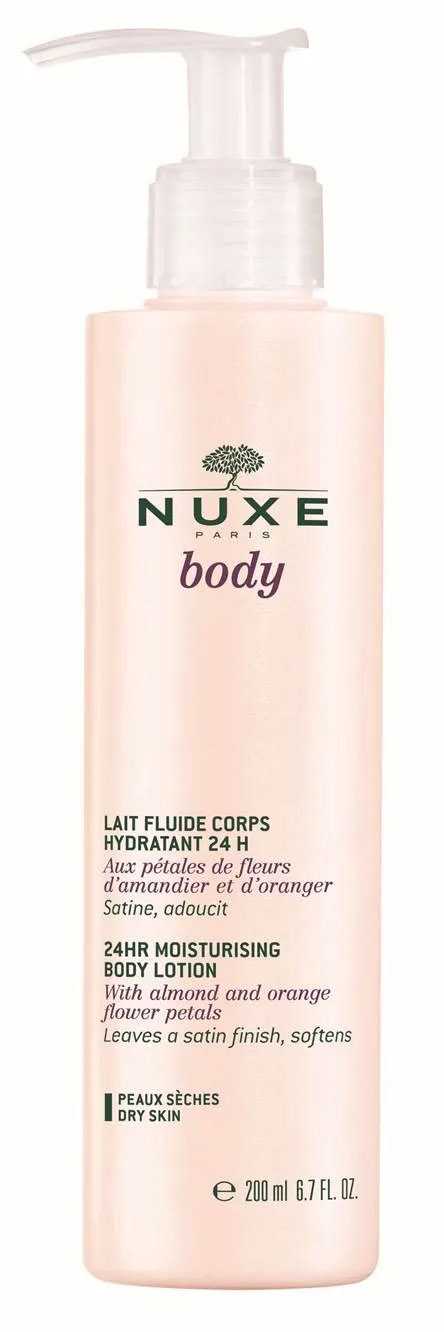 NUXE
PARIS
body
LAIT FLUIDE CORPS
HYDRATANT 24 H
Aux pétales de fleurs
d'amandier et d'oranger
Satine, adoucit
24HR MOISTURISING
BODY LOTION
With almond and orange
flower petals
Leaves a satin finish, softens
PEAUX SÈCHES
DRY SKIN
℮ 200 ml 6.7 FL. OZ.